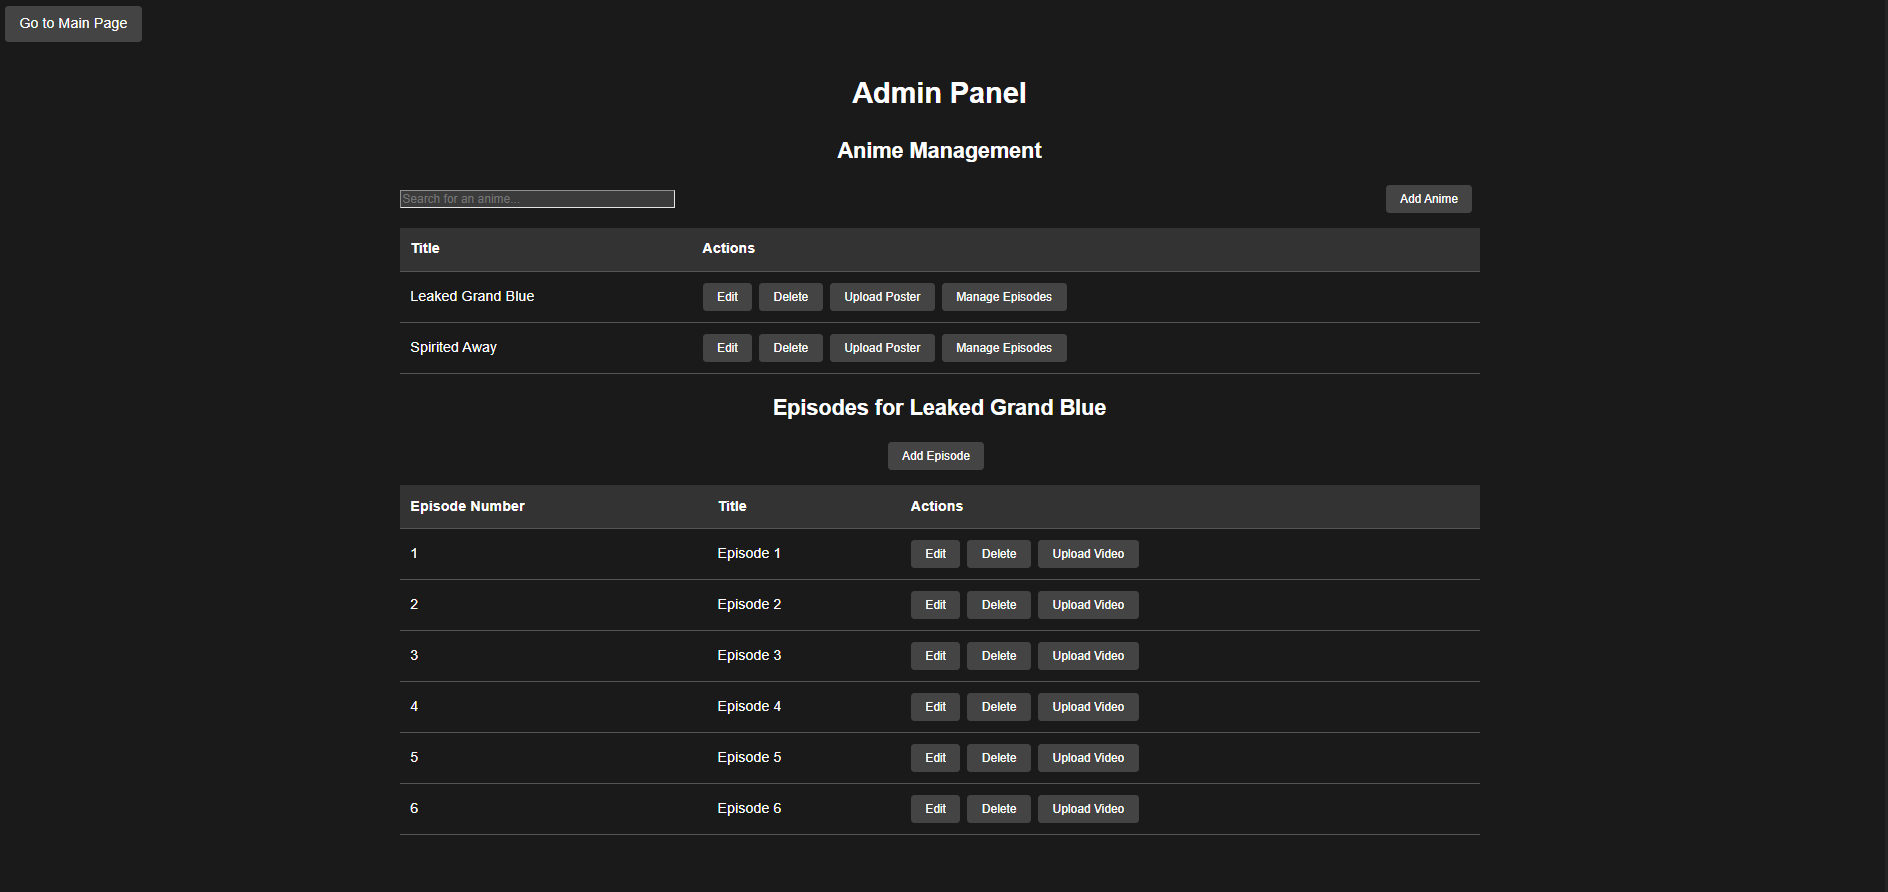 Go to Main Page
Admin Panel
Anime Management
Search for an anime...
Add Anime
Title Actions
Leaked Grand Blue Edit Delete Upload Poster Manage Episodes
Spirited Away Edit Delete Upload Poster Manage Episodes
Episodes for Leaked Grand Blue
Add Episode
Episode Number Title Actions
1 Episode 1 Edit Delete Upload Video
2 Episode 2 Edit Delete Upload Video
3 Episode 3 Edit Delete Upload Video
4 Episode 4 Edit Delete Upload Video
5 Episode 5 Edit Delete Upload Video
6 Episode 6 Edit Delete Upload Video